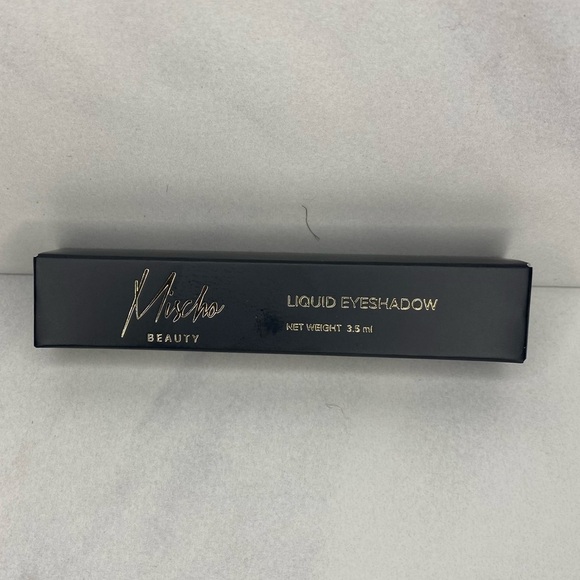 Mischo
BEAUTY
LIQUID EYESHADOW
NET WEIGHT 3.5 ml